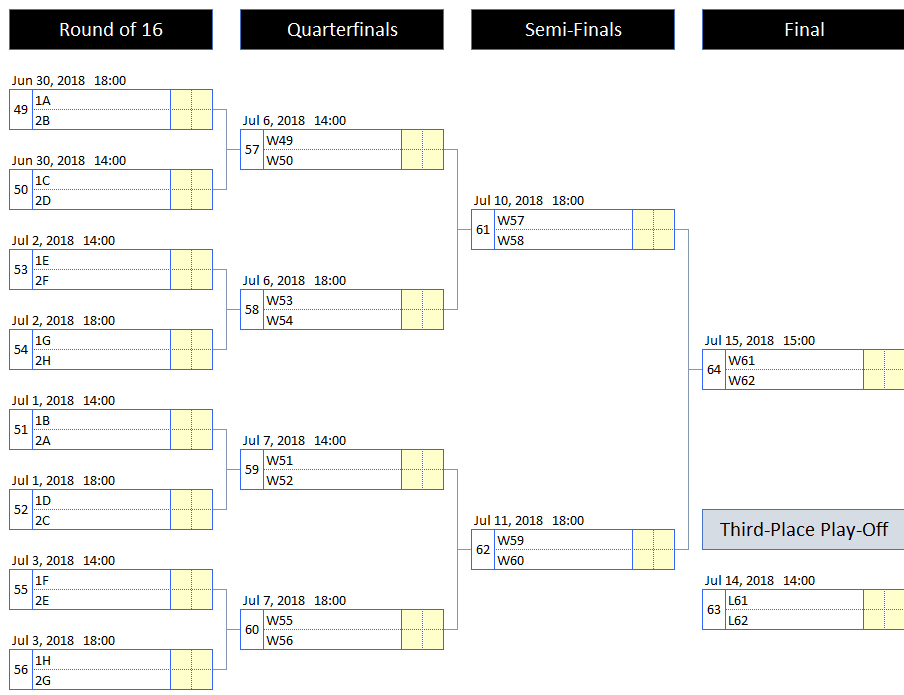 Round of 16
Quarterfinals
Semi-Finals
Final
Jun 30, 2018 18:00
49
1A
2B
Jun 30, 2018 14:00
50
1C
2D
Jul 2, 2018 14:00
53
1E
2F
Jul 2, 2018 18:00
54
1G
2H
Jul 1, 2018 14:00
51
1B
2A
Jul 1, 2018 18:00
52
1D
2C
Jul 3, 2018 14:00
55
1F
2E
Jul 3, 2018 18:00
56
1H
2G
Jul 6, 2018 14:00
57
W49
W50
Jul 6, 2018 18:00
58
W53
W54
Jul 7, 2018 14:00
59
W51
W52
Jul 7, 2018 18:00
60
W55
W56
Jul 10, 2018 18:00
61
W57
W58
Jul 11, 2018 18:00
62
W59
W60
Jul 15, 2018 15:00
64
W61
W62
Third-Place Play-Off
Jul 14, 2018 14:00
63
L61
L62